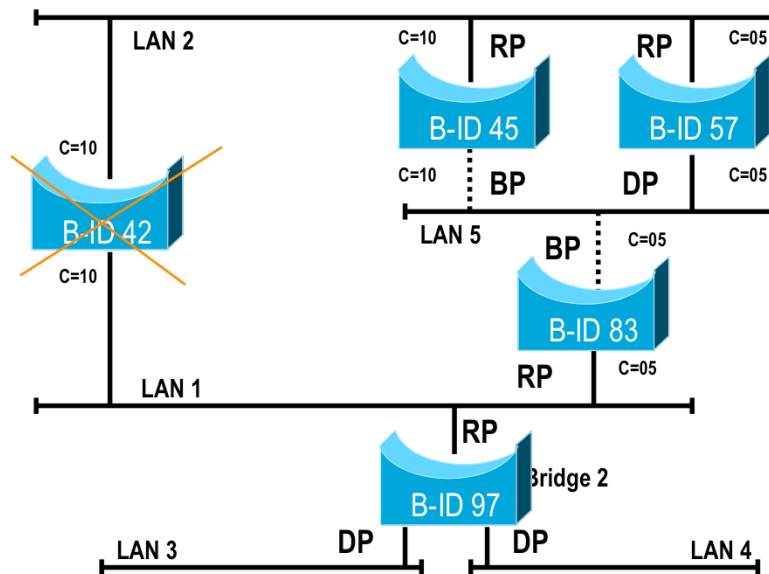 LAN 2
C=10
RP
RP
C=05
B-ID 45
B-ID 57
C=10
C=10
BP
DP
C=05
B-ID 42
LAN 5
BP
C=05
C=10
B-ID 83
LAN 1
RP
C=05
RP
Bridge 2
B-ID 97
LAN 3
DP
DP
LAN 4